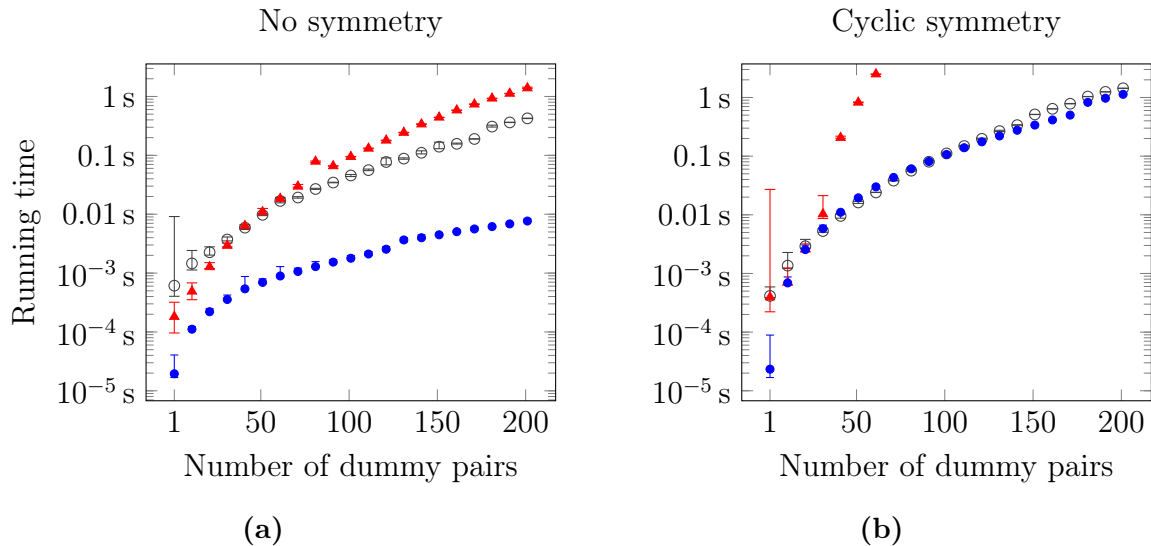 No symmetry
Running time
1 s
0.1 s
0.01 s
10⁻³ s
10⁻⁴ s
10⁻⁵ s
1 50 100 150 200
Number of dummy pairs
(a)
Cyclic symmetry
1 s
0.1 s
0.01 s
10⁻³ s
10⁻⁴ s
10⁻⁵ s
1 50 100 150 200
Number of dummy pairs
(b)